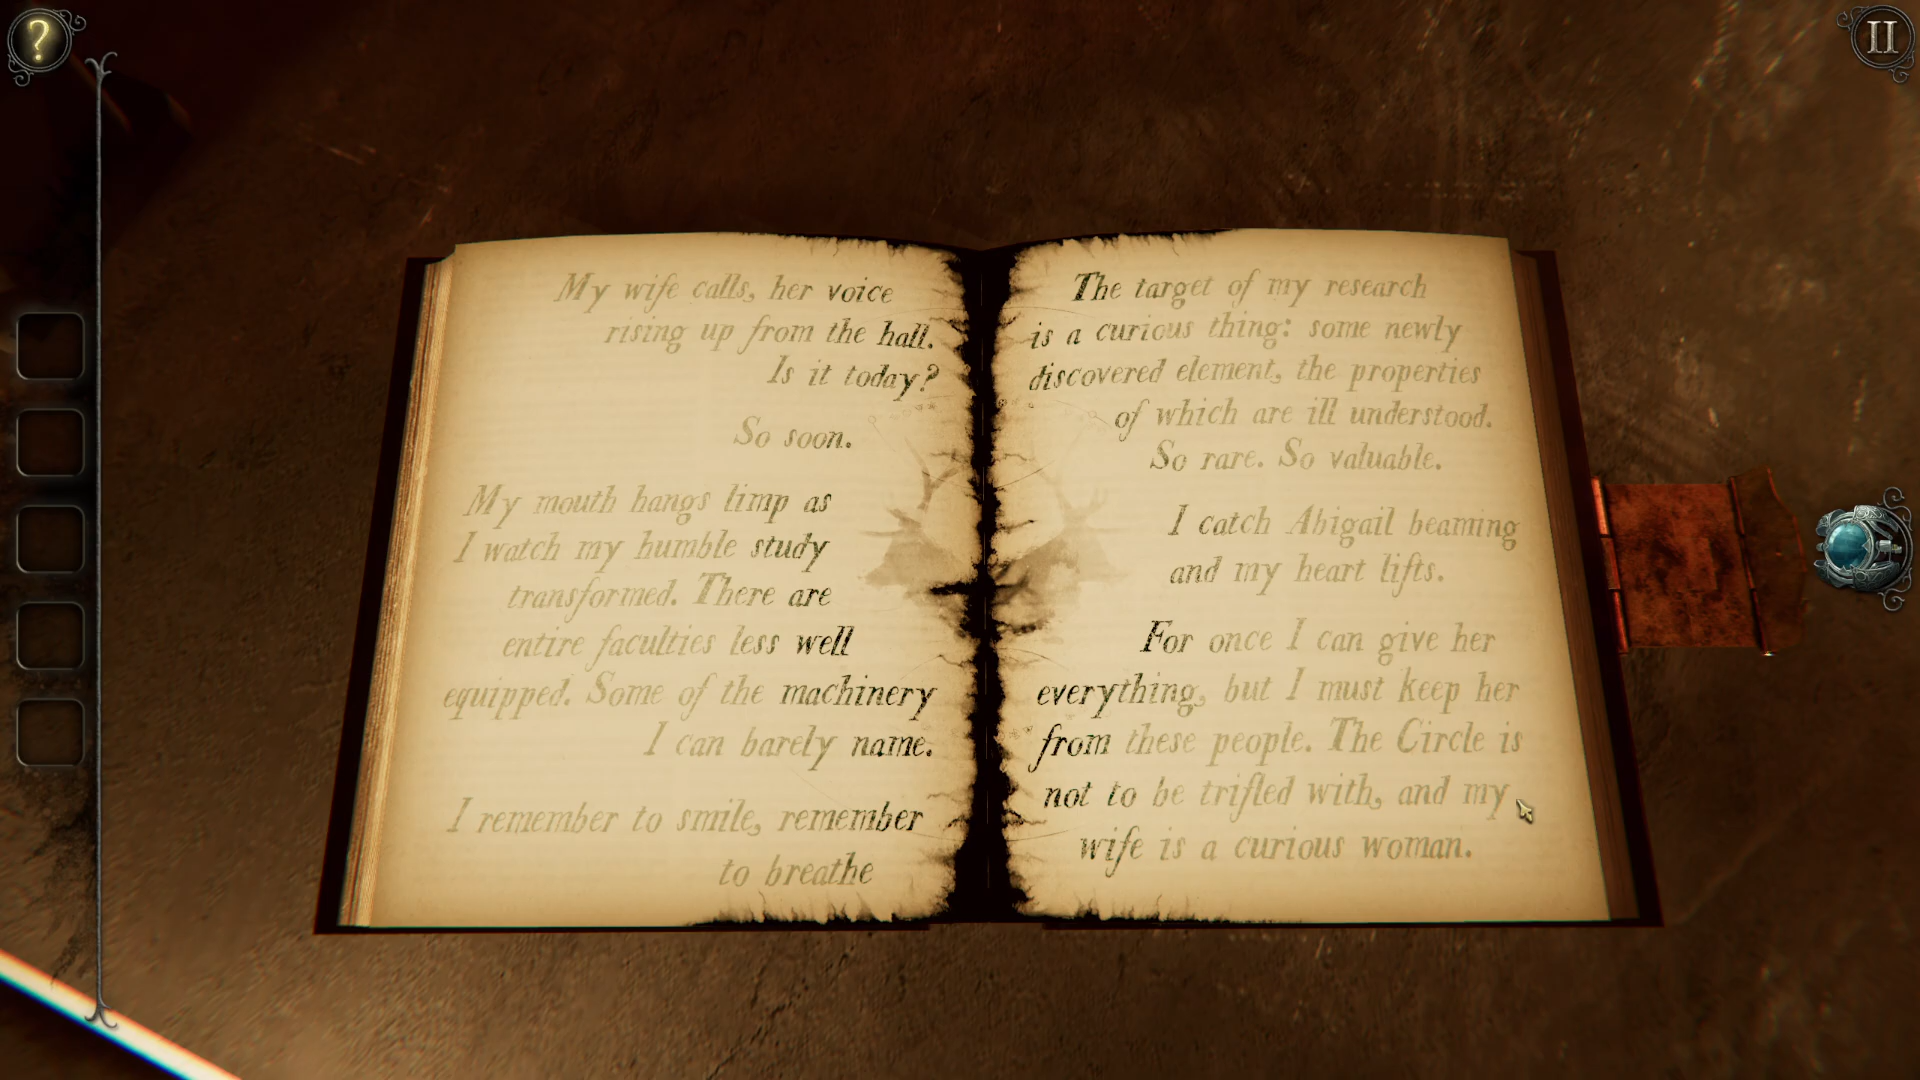 ?
II
My wife calls, her voice
rising up from the hall.
Is it today?
So soon.
My mouth hangs limp as
I watch my humble study
transformed. There are
entire faculties less well
equipped. Some of the machinery
I can barely name.
I remember to smile, remember
to breathe
The target of my research
is a curious thing: some newly
discovered element, the properties
of which are ill understood.
So rare. So valuable.
I catch Abigail beaming
and my heart lifts.
For once I can give her
everything, but I must keep her
from these people. The Circle is
not to be trifled with, and my
wife is a curious woman.